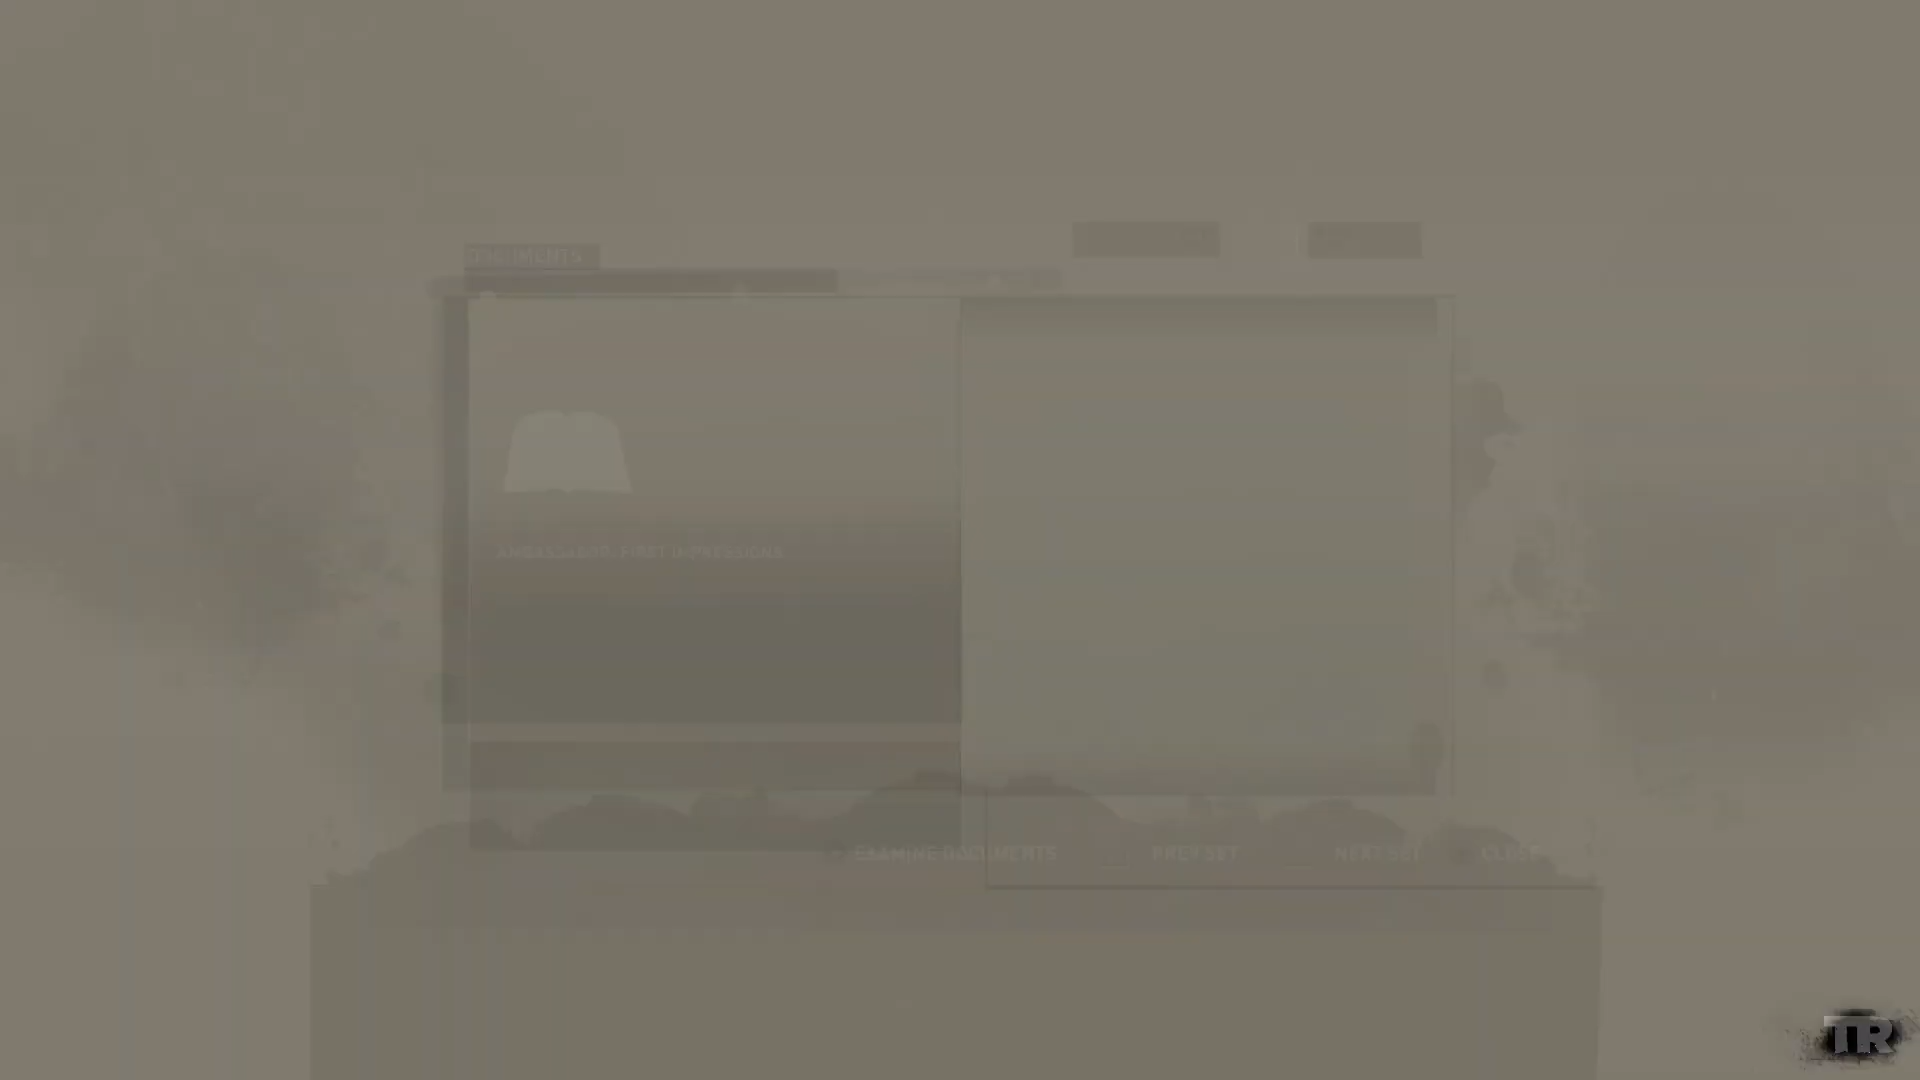 DOCUMENTS
AMBASSADOR: FIRST IMPRESSIONS
EXAMINE DOCUMENTS PREV SET NEXT SET CLOSE
TR